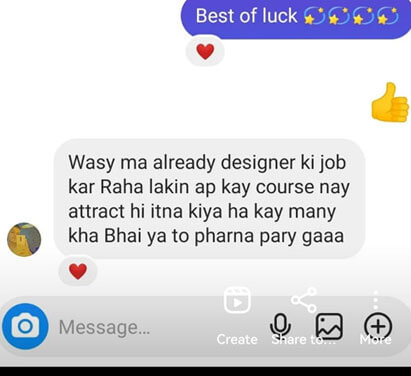 Best of luck 💫💫💫💫
Wasy ma already designer ki job
kar Raha lakin ap kay course nay
attract hi itna kiya ha kay many
kha Bhai ya to pharna pary gaaa
Message...
Create Share to... More